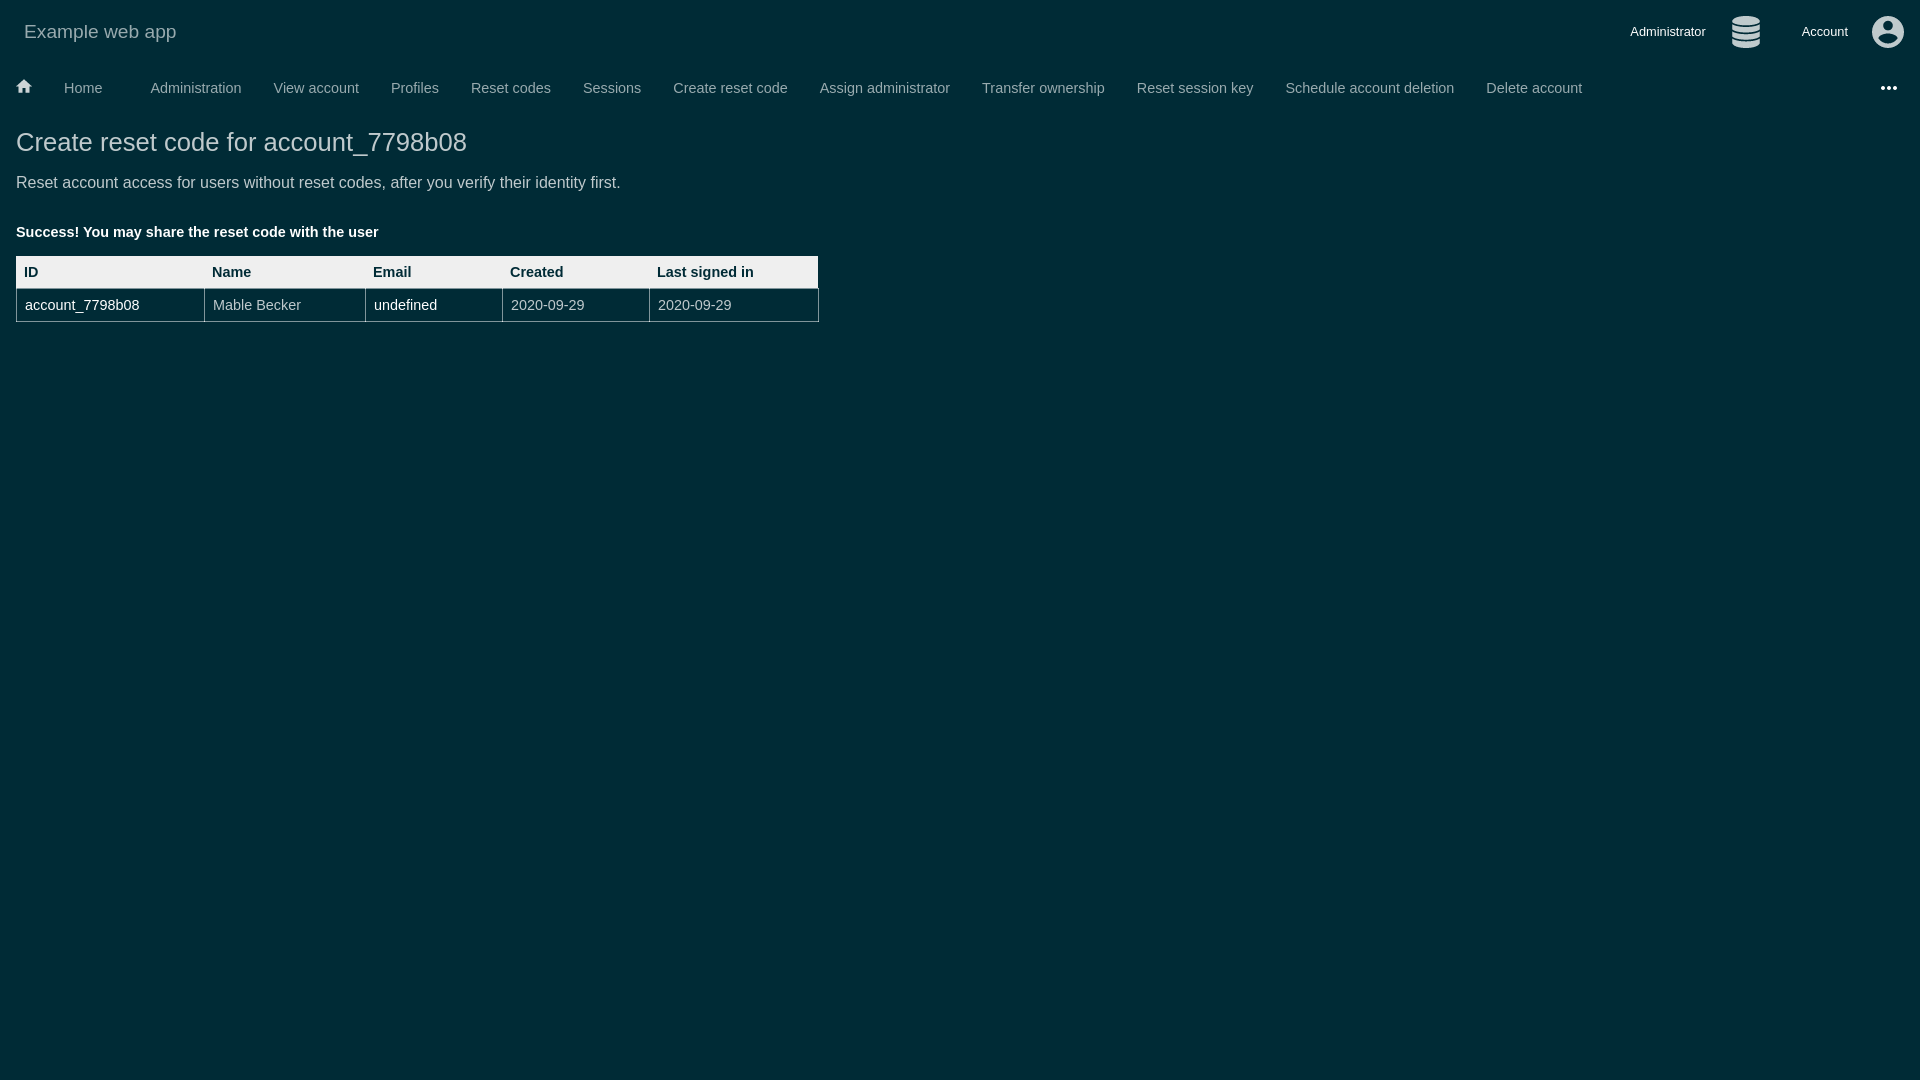 Example web app
Administrator
Account
Home Administration View account Profiles Reset codes Sessions Create reset code Assign administrator Transfer ownership Reset session key Schedule account deletion Delete account
Create reset code for account_7798b08
Reset account access for users without reset codes, after you verify their identity first.
Success! You may share the reset code with the user
ID Name Email Created Last signed in
account_7798b08 Mable Becker undefined 2020-09-29 2020-09-29